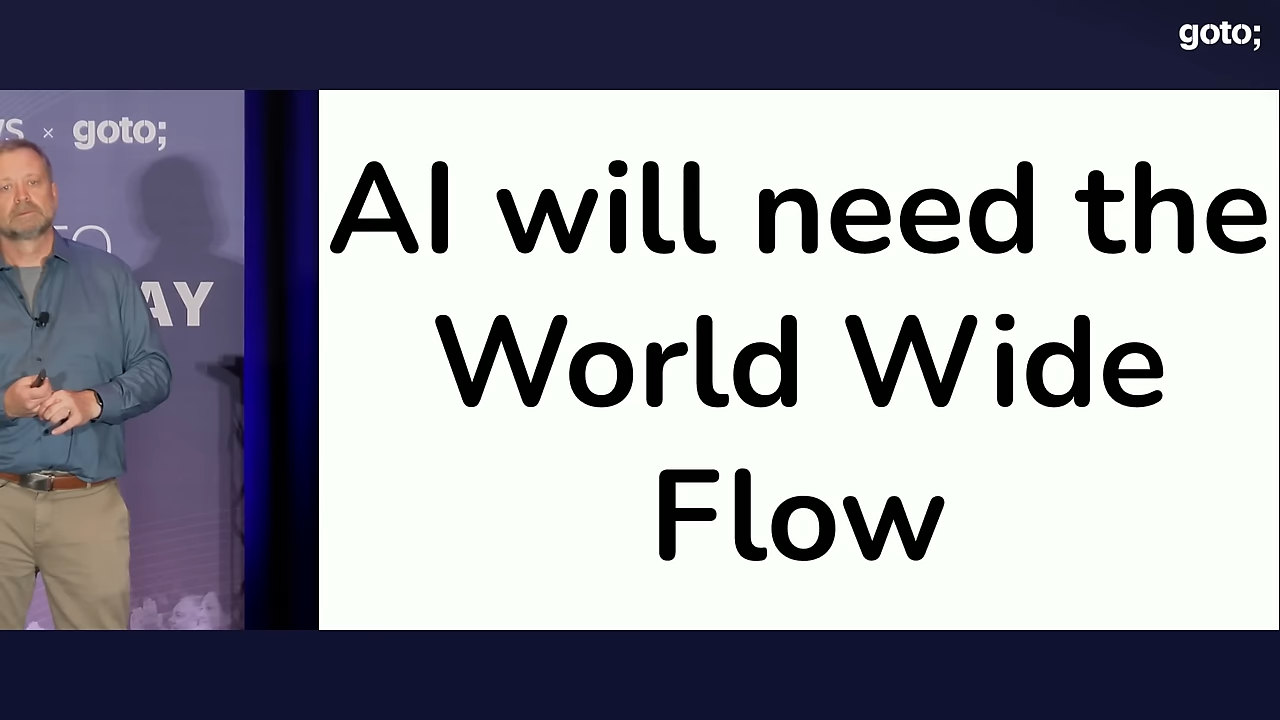 goto;
× goto;
AI will need the
World Wide
Flow